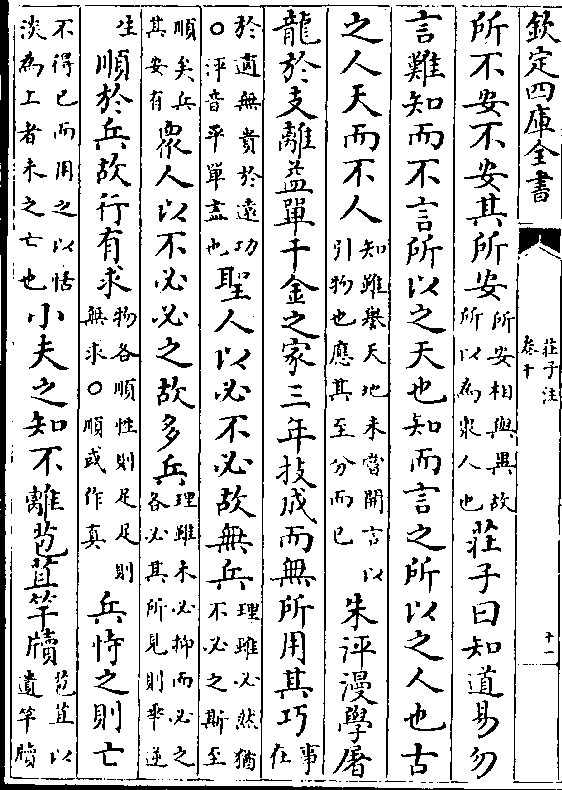 欽定四庫全書
莊子注
卷十
十一
所不安不安其所安所安相與異故
所以為衆人也莊子曰知道易勿
言難知而不言所以之天也知而言之所以之人也古
之人天而不人知雖舉天地未嘗開言以
引物也應其至分而已朱泙漫學屠
龍於支離益單千金之家三年技成而無所用其巧事
在
於適無貴於遠功
○泙音平單盡也聖人以必不必故無兵理雖必然猶
不必之斯至
順矣兵
其安有衆人以不必必之故多兵理雖未必抑而必之
各必其所見則乖逆
生順於兵故行有求物各順性則足足則
無求○順或作真兵恃之則亡
不得已而用之以恬
淡為上者未之亡也小夫之知不離苞苴竿牘苞苴以
遺竿牘